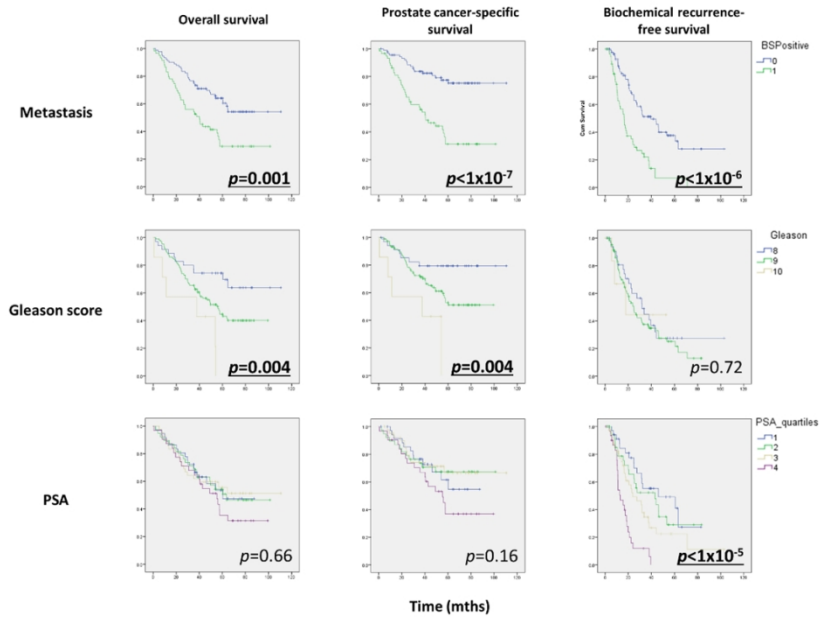 Overall survival
Prostate cancer-specific
survival
Biochemical recurrence-
free survival
BSPositive
0
1
Metastasis
Cum Survival
p=0.001
p<1x10-7
p<1x10-6
Gleason
8
9
10
Gleason score
p=0.004
p=0.004
p=0.72
PSA_quartiles
1
2
3
4
PSA
p=0.66
p=0.16
p<1x10-5
Time (mths)